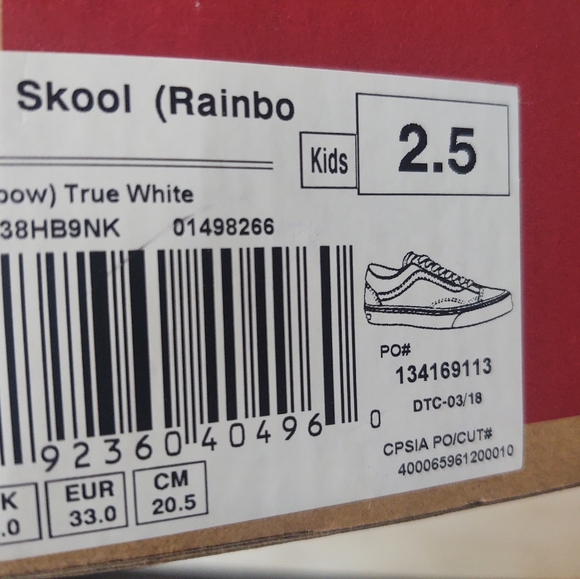 Skool (Rainbo
Kids
2.5
bow) True White
38HB9NK 01498266
92360 40496 0
PO#
134169113
DTC-03/18
CPSIA PO/CUT#
400065961200010
K
.0
EUR
33.0
CM
20.5